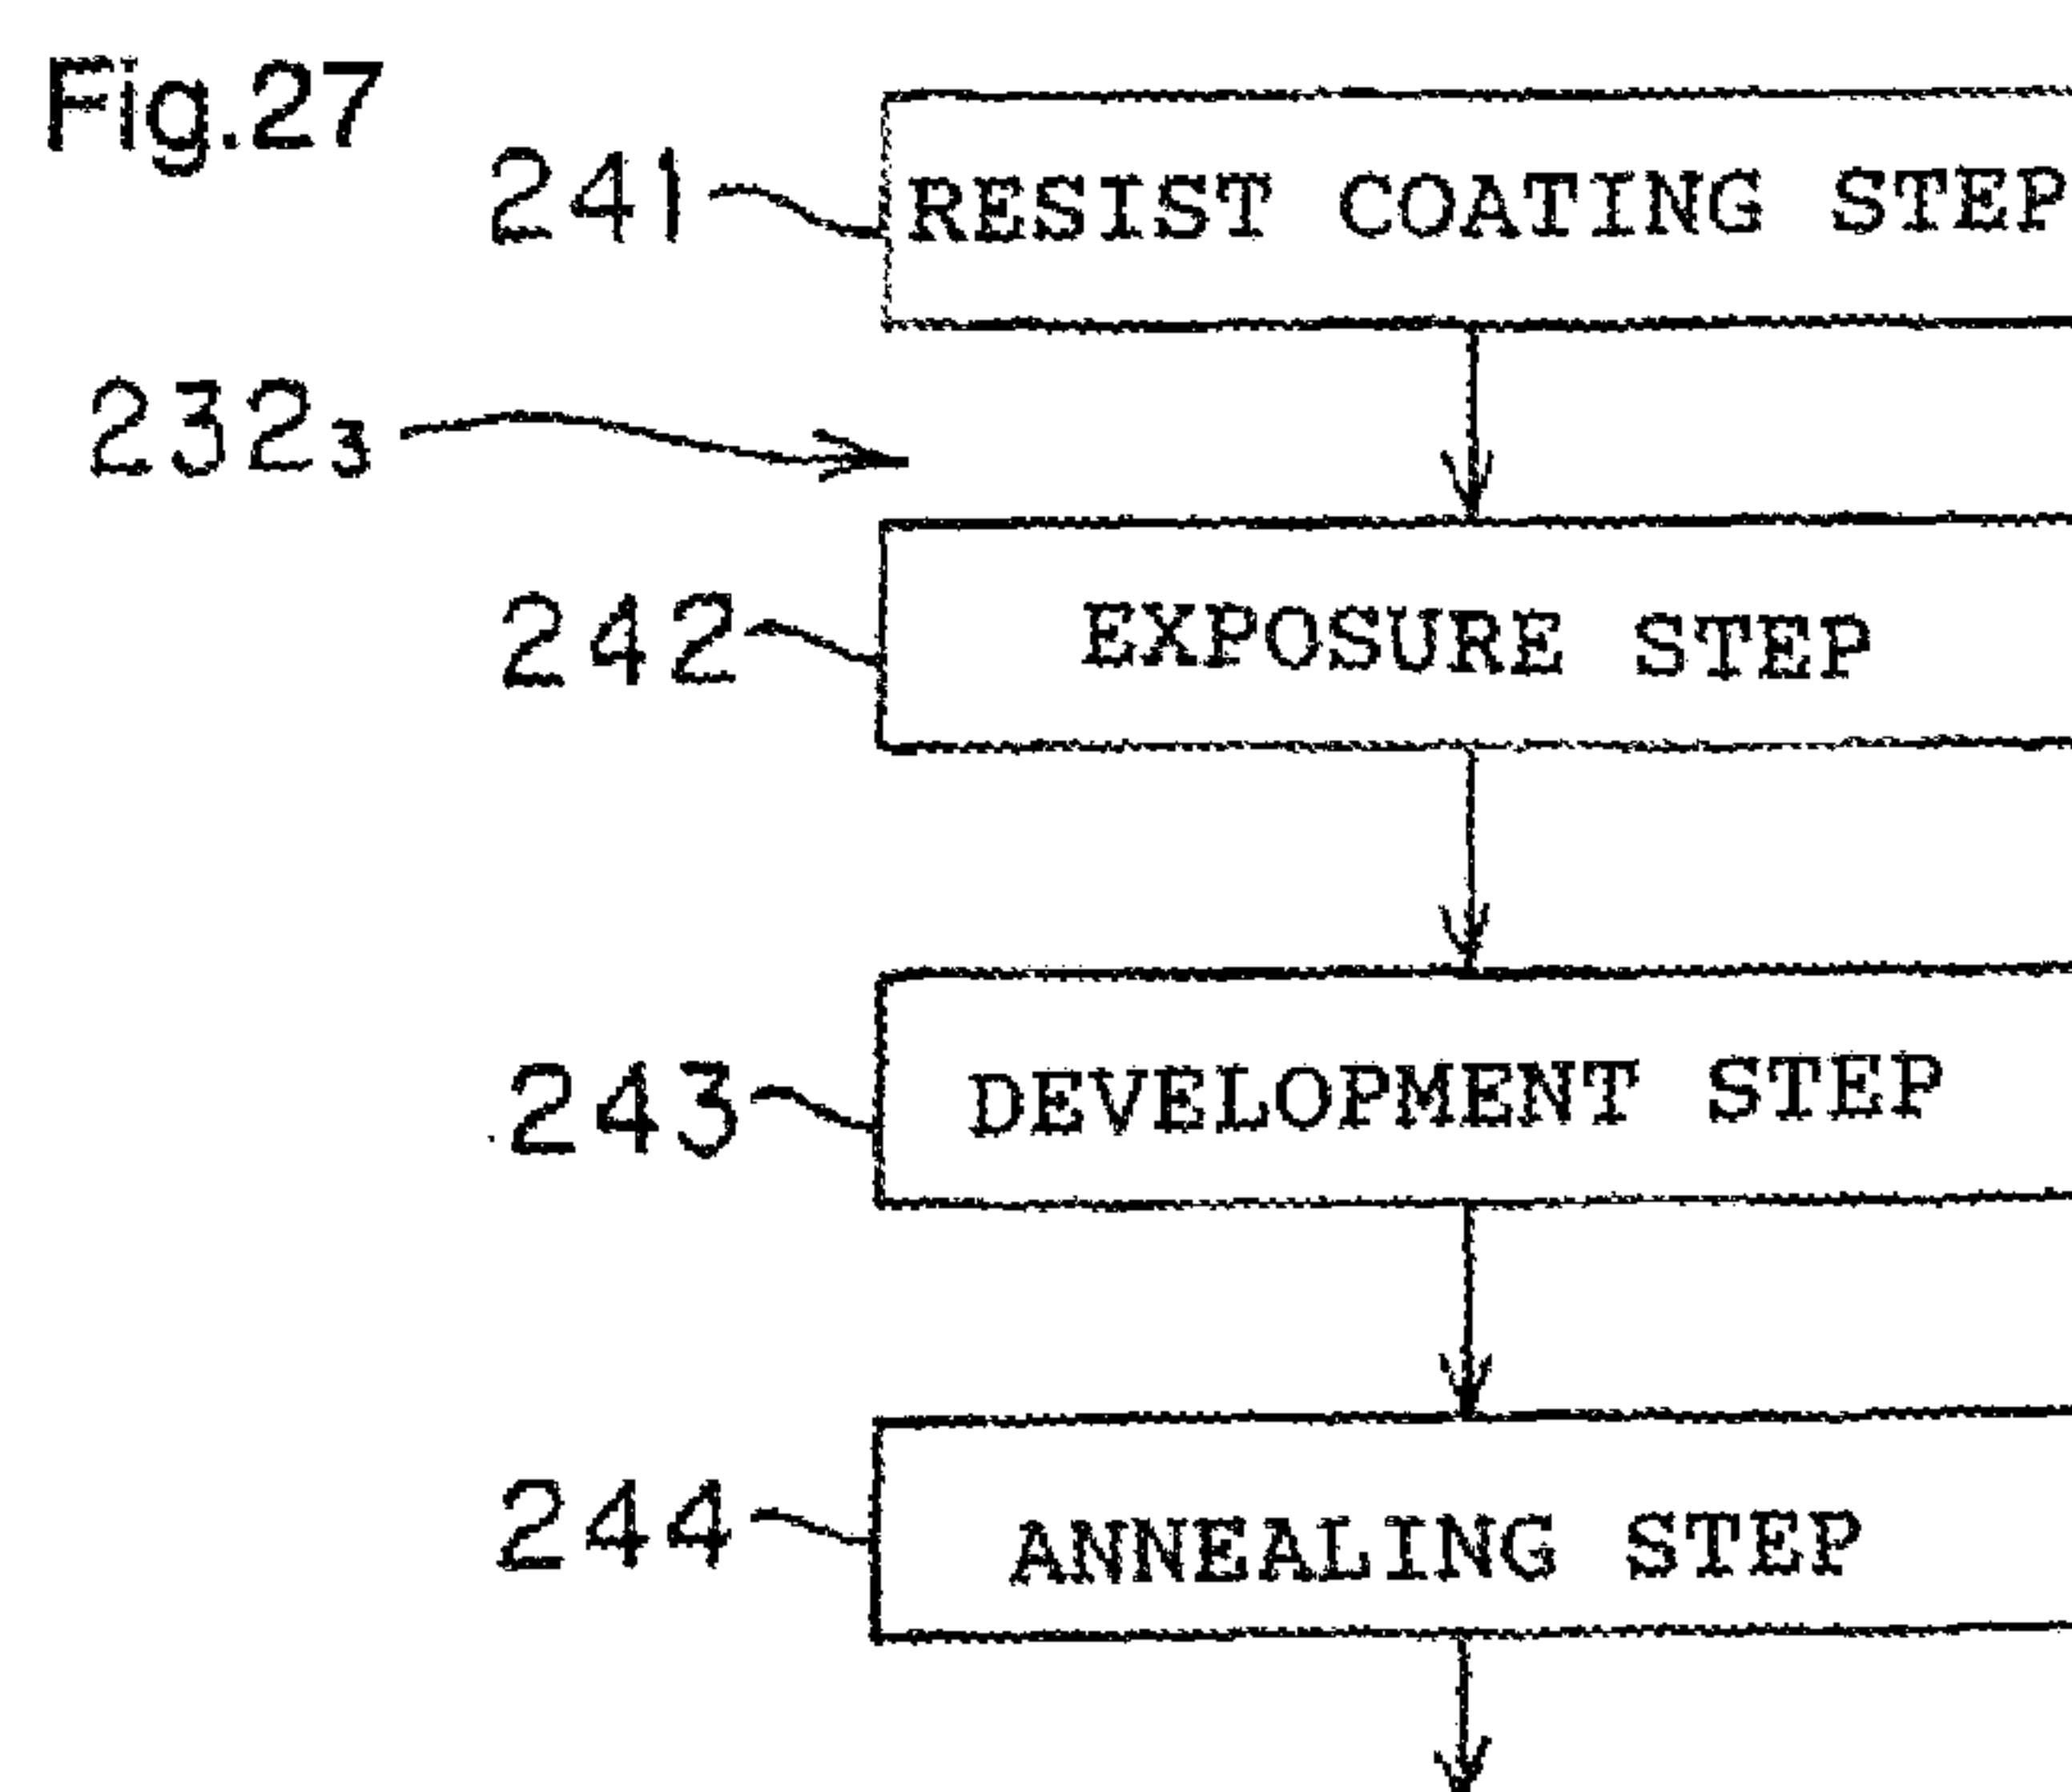 Fig.27
241 RESIST COATING STEP
232₃
242 EXPOSURE STEP
243 DEVELOPMENT STEP
244 ANNEALING STEP